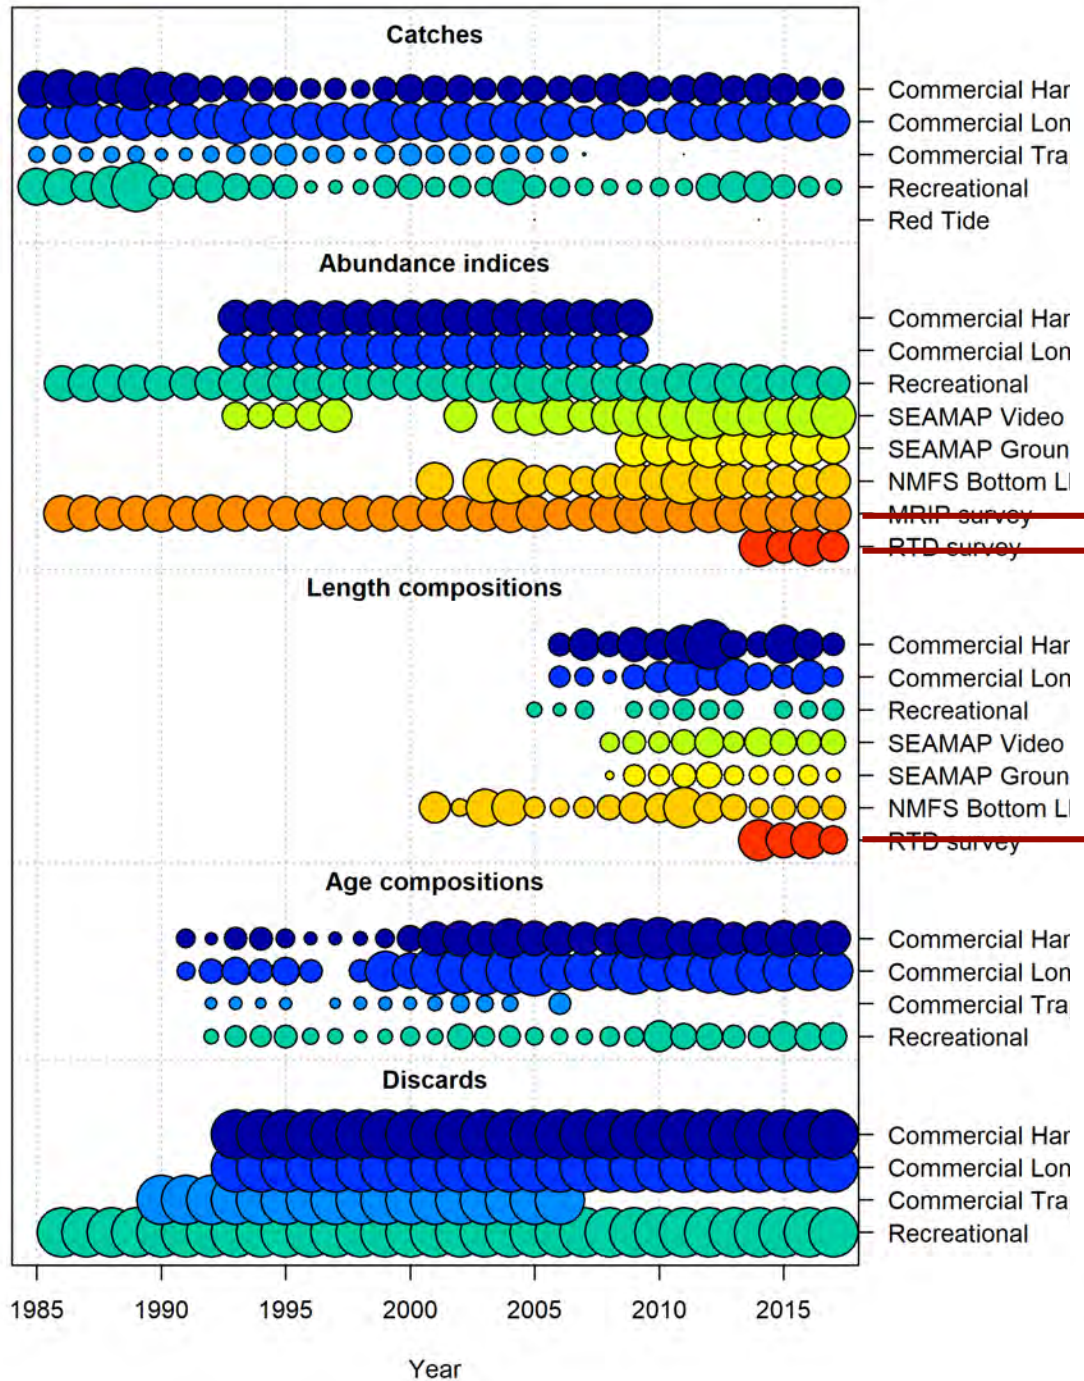 Catches
Commercial Har
Commercial Lon
Commercial Tra
Recreational
Red Tide
Abundance indices
Commercial Har
Commercial Lon
Recreational
SEAMAP Video
SEAMAP Groun
NMFS Bottom Ll
MRIP survey
RTD survey
Length compositions
Commercial Har
Commercial Lon
Recreational
SEAMAP Video
SEAMAP Groun
NMFS Bottom Ll
RTD survey
Age compositions
Commercial Har
Commercial Lon
Commercial Tra
Recreational
Discards
Commercial Har
Commercial Lon
Commercial Tra
Recreational
1985 1990 1995 2000 2005 2010 2015
Year